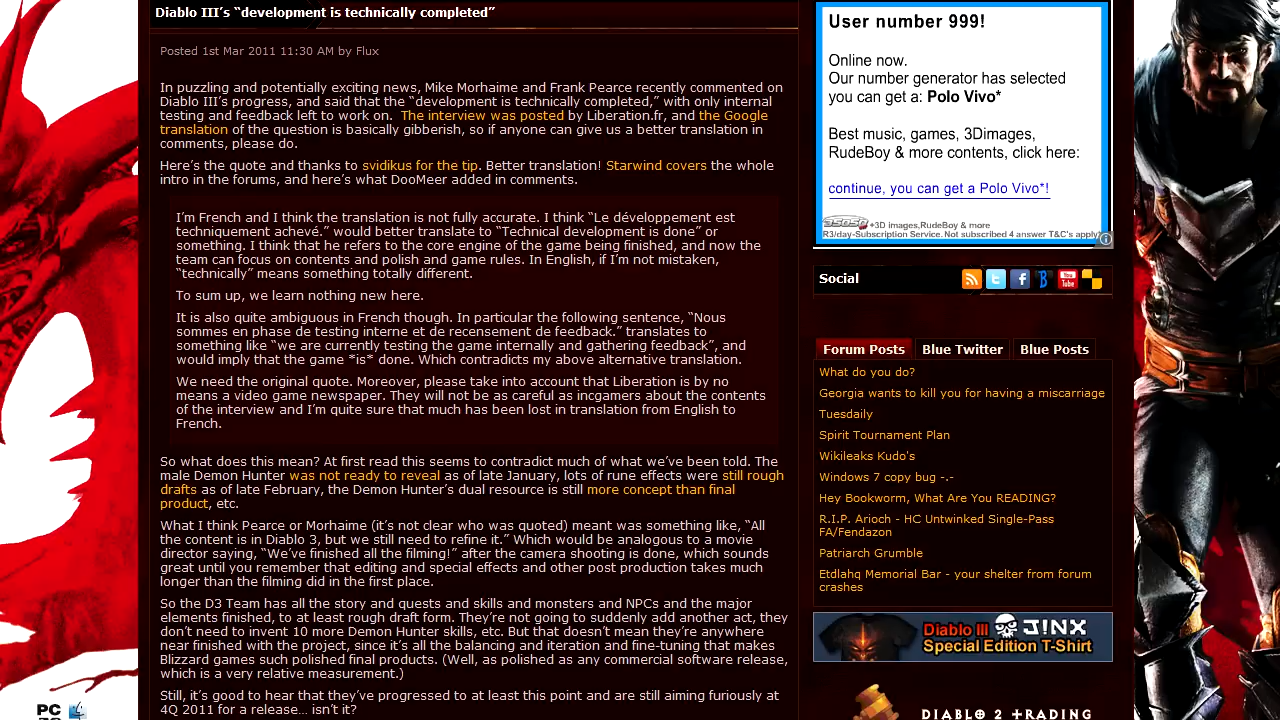 Diablo III's “development is technically completed”
Posted 1st Mar 2011 11:30 AM by Flux
In puzzling and potentially exciting news, Mike Morhaime and Frank Pearce recently commented on
Diablo III's progress, and said that the “development is technically completed,” with only internal
testing and feedback left to work on. The interview was posted by Liberation.fr, and the Google
translation of the question is basically gibberish, so if anyone can give us a better translation in
comments, please do.
Here's the quote and thanks to svidikus for the tip. Better translation! Starwind covers the whole
intro in the forums, and here's what DooMeer added in comments.
I'm French and I think the translation is not fully accurate. I think “Le développement est
techniquement achevé.” would better translate to “Technical development is done” or
something. I think that he refers to the core engine of the game being finished, and now the
team can focus on contents and polish and game rules. In English, if I'm not mistaken,
“technically” means something totally different.
To sum up, we learn nothing new here.
It is also quite ambiguous in French though. In particular the following sentence, “Nous
sommes en phase de testing interne et de recensement de feedback.” translates to
something like “we are currently testing the game internally and gathering feedback”, and
would imply that the game *is* done. Which contradicts my above alternative translation.
We need the original quote. Moreover, please take into account that Liberation is by no
means a video game newspaper. They will not be as careful as incgamers about the contents
of the interview and I'm quite sure that much has been lost in translation from English to
French.
So what does this mean? At first read this seems to contradict much of what we've been told. The
male Demon Hunter was not ready to reveal as of late January, lots of rune effects were still rough
drafts as of late February, the Demon Hunter's dual resource is still more concept than final
product, etc.
What I think Pearce or Morhaime (it's not clear who was quoted) meant was something like, “All
the content is in Diablo 3, but we still need to refine it.” Which would be analogous to a movie
director saying, “We've finished all the filming!” after the camera shooting is done, which sounds
great until you remember that editing and special effects and other post production takes much
longer than the filming did in the first place.
So the D3 Team has all the story and quests and skills and monsters and NPCs and the major
elements finished, to at least rough draft form. They're not going to suddenly add another act, they
don't need to invent 10 more Demon Hunter skills, etc. But that doesn't mean they're anywhere
near finished with the project, since it's all the balancing and iteration and fine-tuning that makes
Blizzard games such polished final products. (Well, as polished as any commercial software release,
which is a very relative measurement.)
Still, it's good to hear that they've progressed to at least this point and are still aiming furiously at
4Q 2011 for a release… isn't it?
User number 999!
Online now.
Our number generator has selected
you can get a: Polo Vivo*
Best music, games, 3Dimages,
RudeBoy & more contents, click here:
continue, you can get a Polo Vivo*!
35050 +3D images,RudeBoy & more
R3/day-Subscription Service. Not subscribed 4 answer T&C's apply*
Social
You
Tube
Forum Posts
Blue Twitter
Blue Posts
What do you do?
Georgia wants to kill you for having a miscarriage
Tuesdaily
Spirit Tournament Plan
Wikileaks Kudo's
Windows 7 copy bug -.-
Hey Bookworm, What Are You READING?
R.I.P. Arioch - HC Untwinked Single-Pass
FA/Fendazon
Patriarch Grumble
Etdlahq Memorial Bar - your shelter from forum
crashes
Diablo III J!NX
Special Edition T-Shirt
DIABLO 2 TRADING
PC